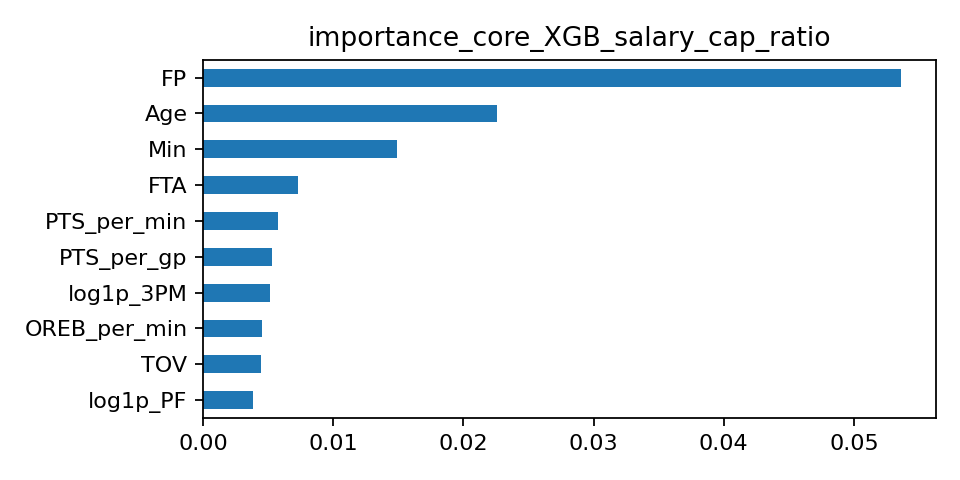 importance_core_XGB_salary_cap_ratio
FP
Age
Min
FTA
PTS_per_min
PTS_per_gp
log1p_3PM
OREB_per_min
TOV
log1p_PF
0.00 0.01 0.02 0.03 0.04 0.05